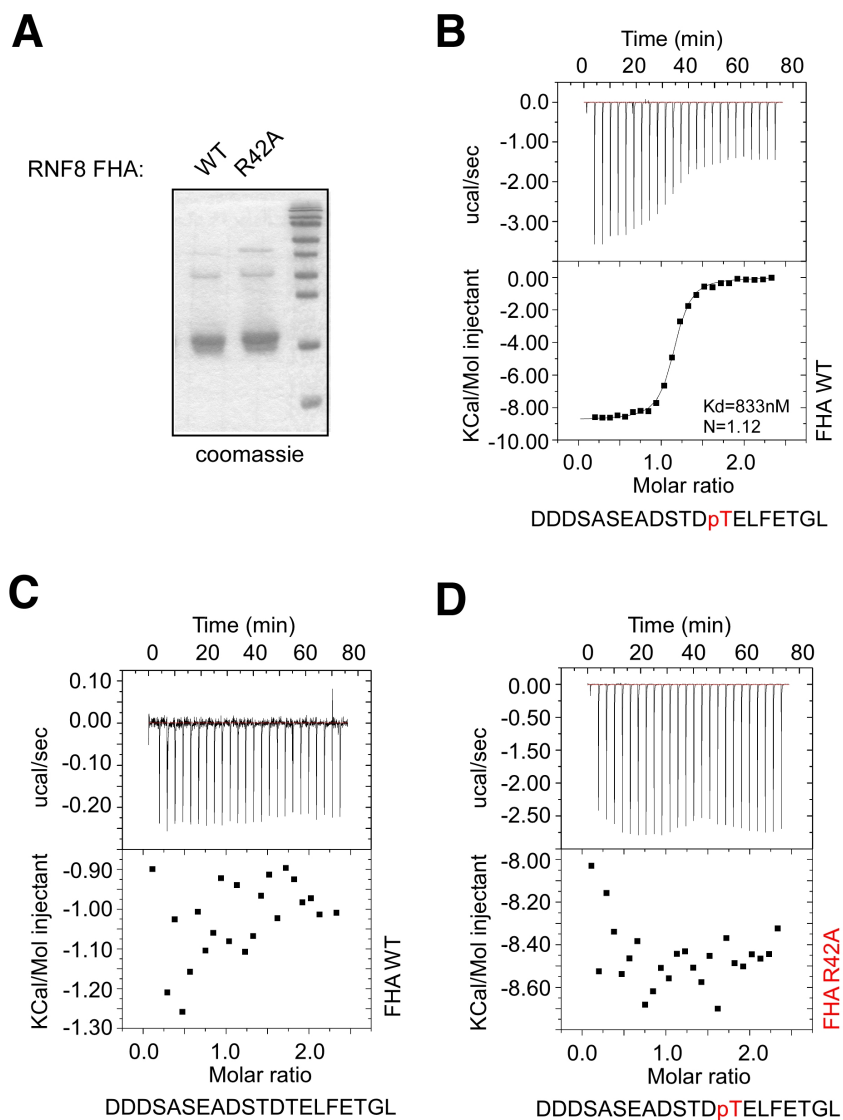 A
RNF8 FHA:
WT
R42A
coomassie
B
Time (min)
0 20 40 60 80
0.0
-1.00
-2.00
-3.00
ucal/sec
0.00
-2.00
-4.00
-6.00
-8.00
-10.00
KCal/Mol injectant
Kd=833nM
N=1.12
FHA WT
0.0 1.0 2.0
Molar ratio
DDDSASEADSTDpTELFETGL
C
Time (min)
0 20 40 60 80
0.10
0.00
-0.10
-0.20
ucal/sec
-0.90
-1.00
-1.10
-1.20
-1.30
KCal/Mol injectant
FHA WT
0.0 1.0 2.0
Molar ratio
DDDSASEADSTDTELFETGL
D
Time (min)
0 20 40 60 80
0.00
-0.50
-1.50
-2.00
-2.50
ucal/sec
-8.00
-8.20
-8.40
-8.60
KCal/Mol injectant
FHA R42A
0.0 1.0 2.0
Molar ratio
DDDSASEADSTDpTELFETGL